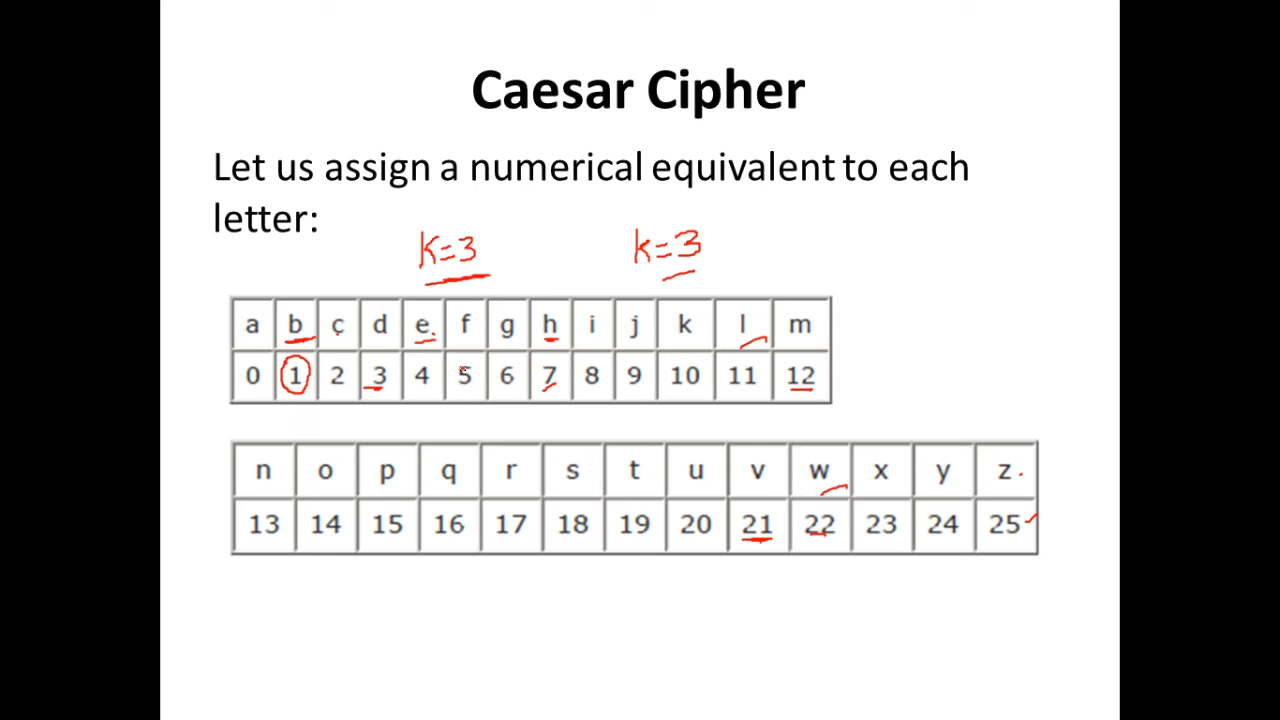 Caesar Cipher
Let us assign a numerical equivalent to each
letter:
K=3 k=3
a b c d e f g h i j k l m
0 1 2 3 4 5 6 7 8 9 10 11 12
n o p q r s t u v w x y z
13 14 15 16 17 18 19 20 21 22 23 24 25